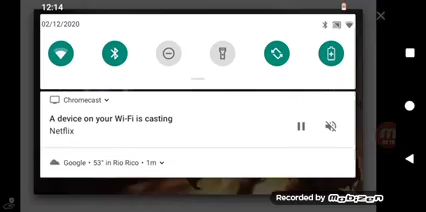 12:14
02/12/2020
Chromecast
A device on your Wi-Fi is casting
Netflix
Google • 53° in Rio Rico • 1m
Recorded by Mobizen